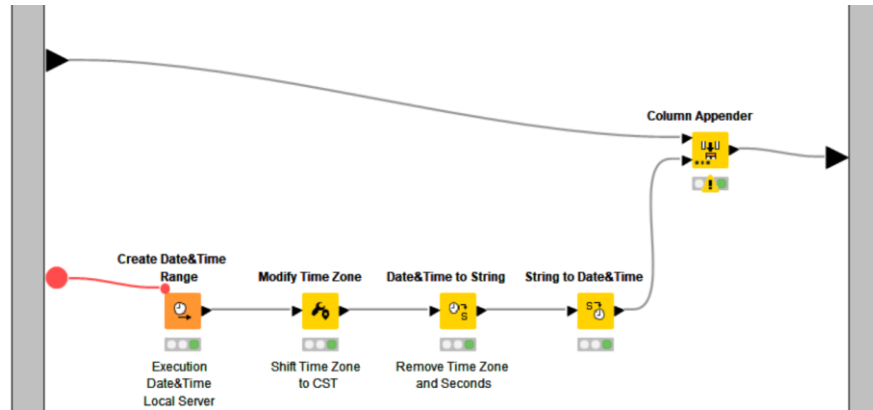 Column Appender
Create Date&Time
Range
Modify Time Zone
Date&Time to String
String to Date&Time
Execution
Date&Time
Local Server
Shift Time Zone
to CST
Remove Time Zone
and Seconds